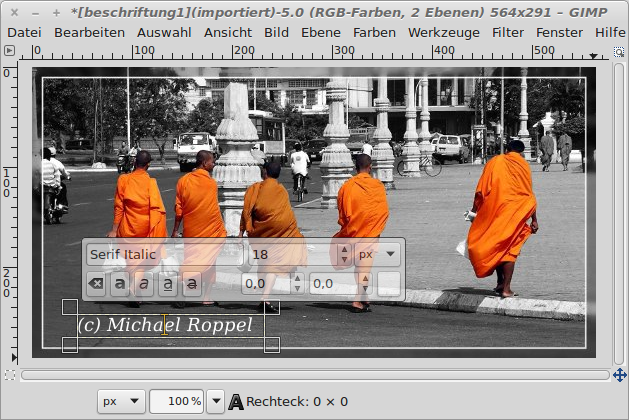 *[beschriftung1](importiert)-5.0 (RGB-Farben, 2 Ebenen) 564x291 – GIMP
Datei Bearbeiten Auswahl Ansicht Bild Ebene Farben Werkzeuge Filter Fenster Hilfe
0 100 200 300 400 500
0
100
200
Serif Italic 18 px
a a a a 0,0 0,0
(c) Michael Roppel
px 100 % A Rechteck: 0 × 0